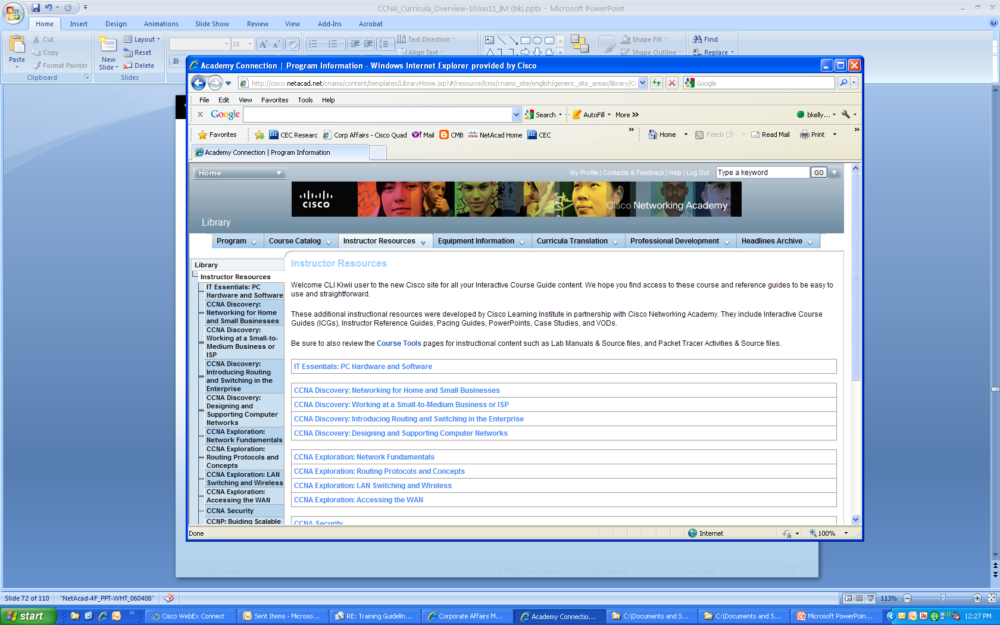 CCNA_Curricula_Overview-10Jun11_IM (bk).pptx - Microsoft PowerPoint
Home Insert Design Animations Slide Show Review View Add-Ins Acrobat
Paste
Cut
Copy
Format Painter
Clipboard
New Slide
Layout
Reset
Delete
Slides
18
B
Text Direction
Align Text
Shape Fill
Shape Outline
Find
Replace
Academy Connection | Program Information - Windows Internet Explorer provided by Cisco
http://cisco.netacad.net/cnams/content/templates/LibraryHome.jsp?#/resource/lcms/cnams_site/english/generic_site_areas/library/C
Google
File Edit View Favorites Tools Help
x Google Search AutoFill More >> bkelly...
Favorites CEC Researc Corp Affairs - Cisco Quad Mail CMB NetAcad Home CEC >> Home Feeds (J) Read Mail Print >>
Academy Connection | Program Information
Home
My Profile | Contacts & Feedback | Help | Log Out
Type a keyword GO
CISCO
Cisco Networking Academy
Library
Program Course Catalog Instructor Resources Equipment Information Curricula Translation Professional Development Headlines Archive
Library
Instructor Resources
IT Essentials: PC
Hardware and Software
CCNA Discovery:
Networking for Home
and Small Businesses
CCNA Discovery:
Working at a Small-to-
Medium Business or
ISP
CCNA Discovery:
Introducing Routing
and Switching in the
Enterprise
CCNA Discovery:
Designing and
Supporting Computer
Networks
CCNA Exploration:
Network Fundamentals
CCNA Exploration:
Routing Protocols and
Concepts
CCNA Exploration: LAN
Switching and Wireless
CCNA Exploration:
Accessing the WAN
CCNA Security
CCNP: Buiding Scalable
Instructor Resources
Welcome CLI Kiwii user to the new Cisco site for all your Interactive Course Guide content. We hope you find access to these course and reference guides to be easy to
use and straightforward.
These additional instructional resources were developed by Cisco Learning Institute in partnership with Cisco Networking Academy. They include Interactive Course
Guides (ICGs), Instructor Reference Guides, Pacing Guides, PowerPoints, Case Studies, and VODs.
Be sure to also review the Course Tools pages for instructional content such as Lab Manuals & Source files, and Packet Tracer Activities & Source files.
IT Essentials: PC Hardware and Software
CCNA Discovery: Networking for Home and Small Businesses
CCNA Discovery: Working at a Small-to-Medium Business or ISP
CCNA Discovery: Introducing Routing and Switching in the Enterprise
CCNA Discovery: Designing and Supporting Computer Networks
CCNA Exploration: Network Fundamentals
CCNA Exploration: Routing Protocols and Concepts
CCNA Exploration: LAN Switching and Wireless
CCNA Exploration: Accessing the WAN
CCNA Security
Done Internet 100%
CCNA Overview © 2009 Cisco Systems, Inc. All rights reserved. Cisco Public 72
Slide 72 of 110 "NetAcad-4F_PPT-WHT_060408" 113%
start Cisco WebEx Connect Sent Items - Microso... RE: Training Guidelin... Corporate Affairs M... Academy Connectio... C:\Documents and S... C:\Documents and S... Microsoft PowerPoin... 12:27 PM